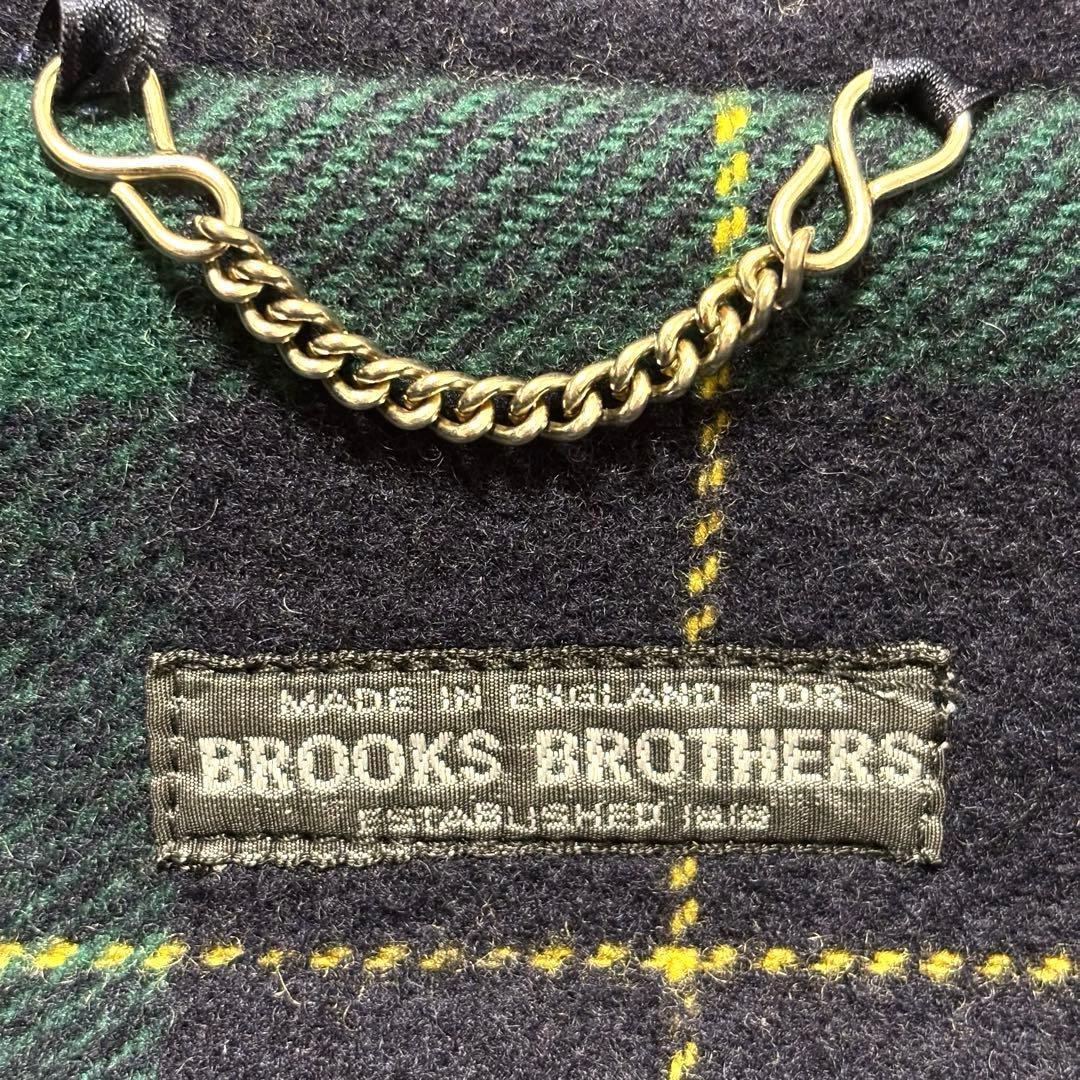 MADE IN ENGLAND FOR
BROOKS BROTHERS
ESTABLISHED 1818